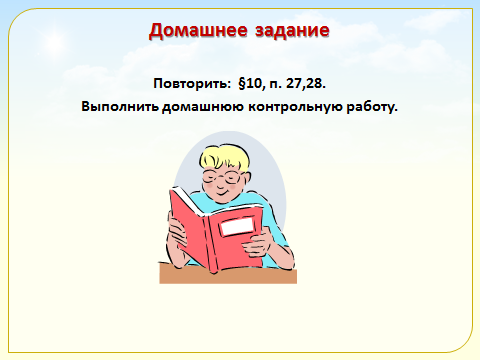 Домашнее задание
Повторить: §10, п. 27,28.
Выполнить домашнюю контрольную работу.